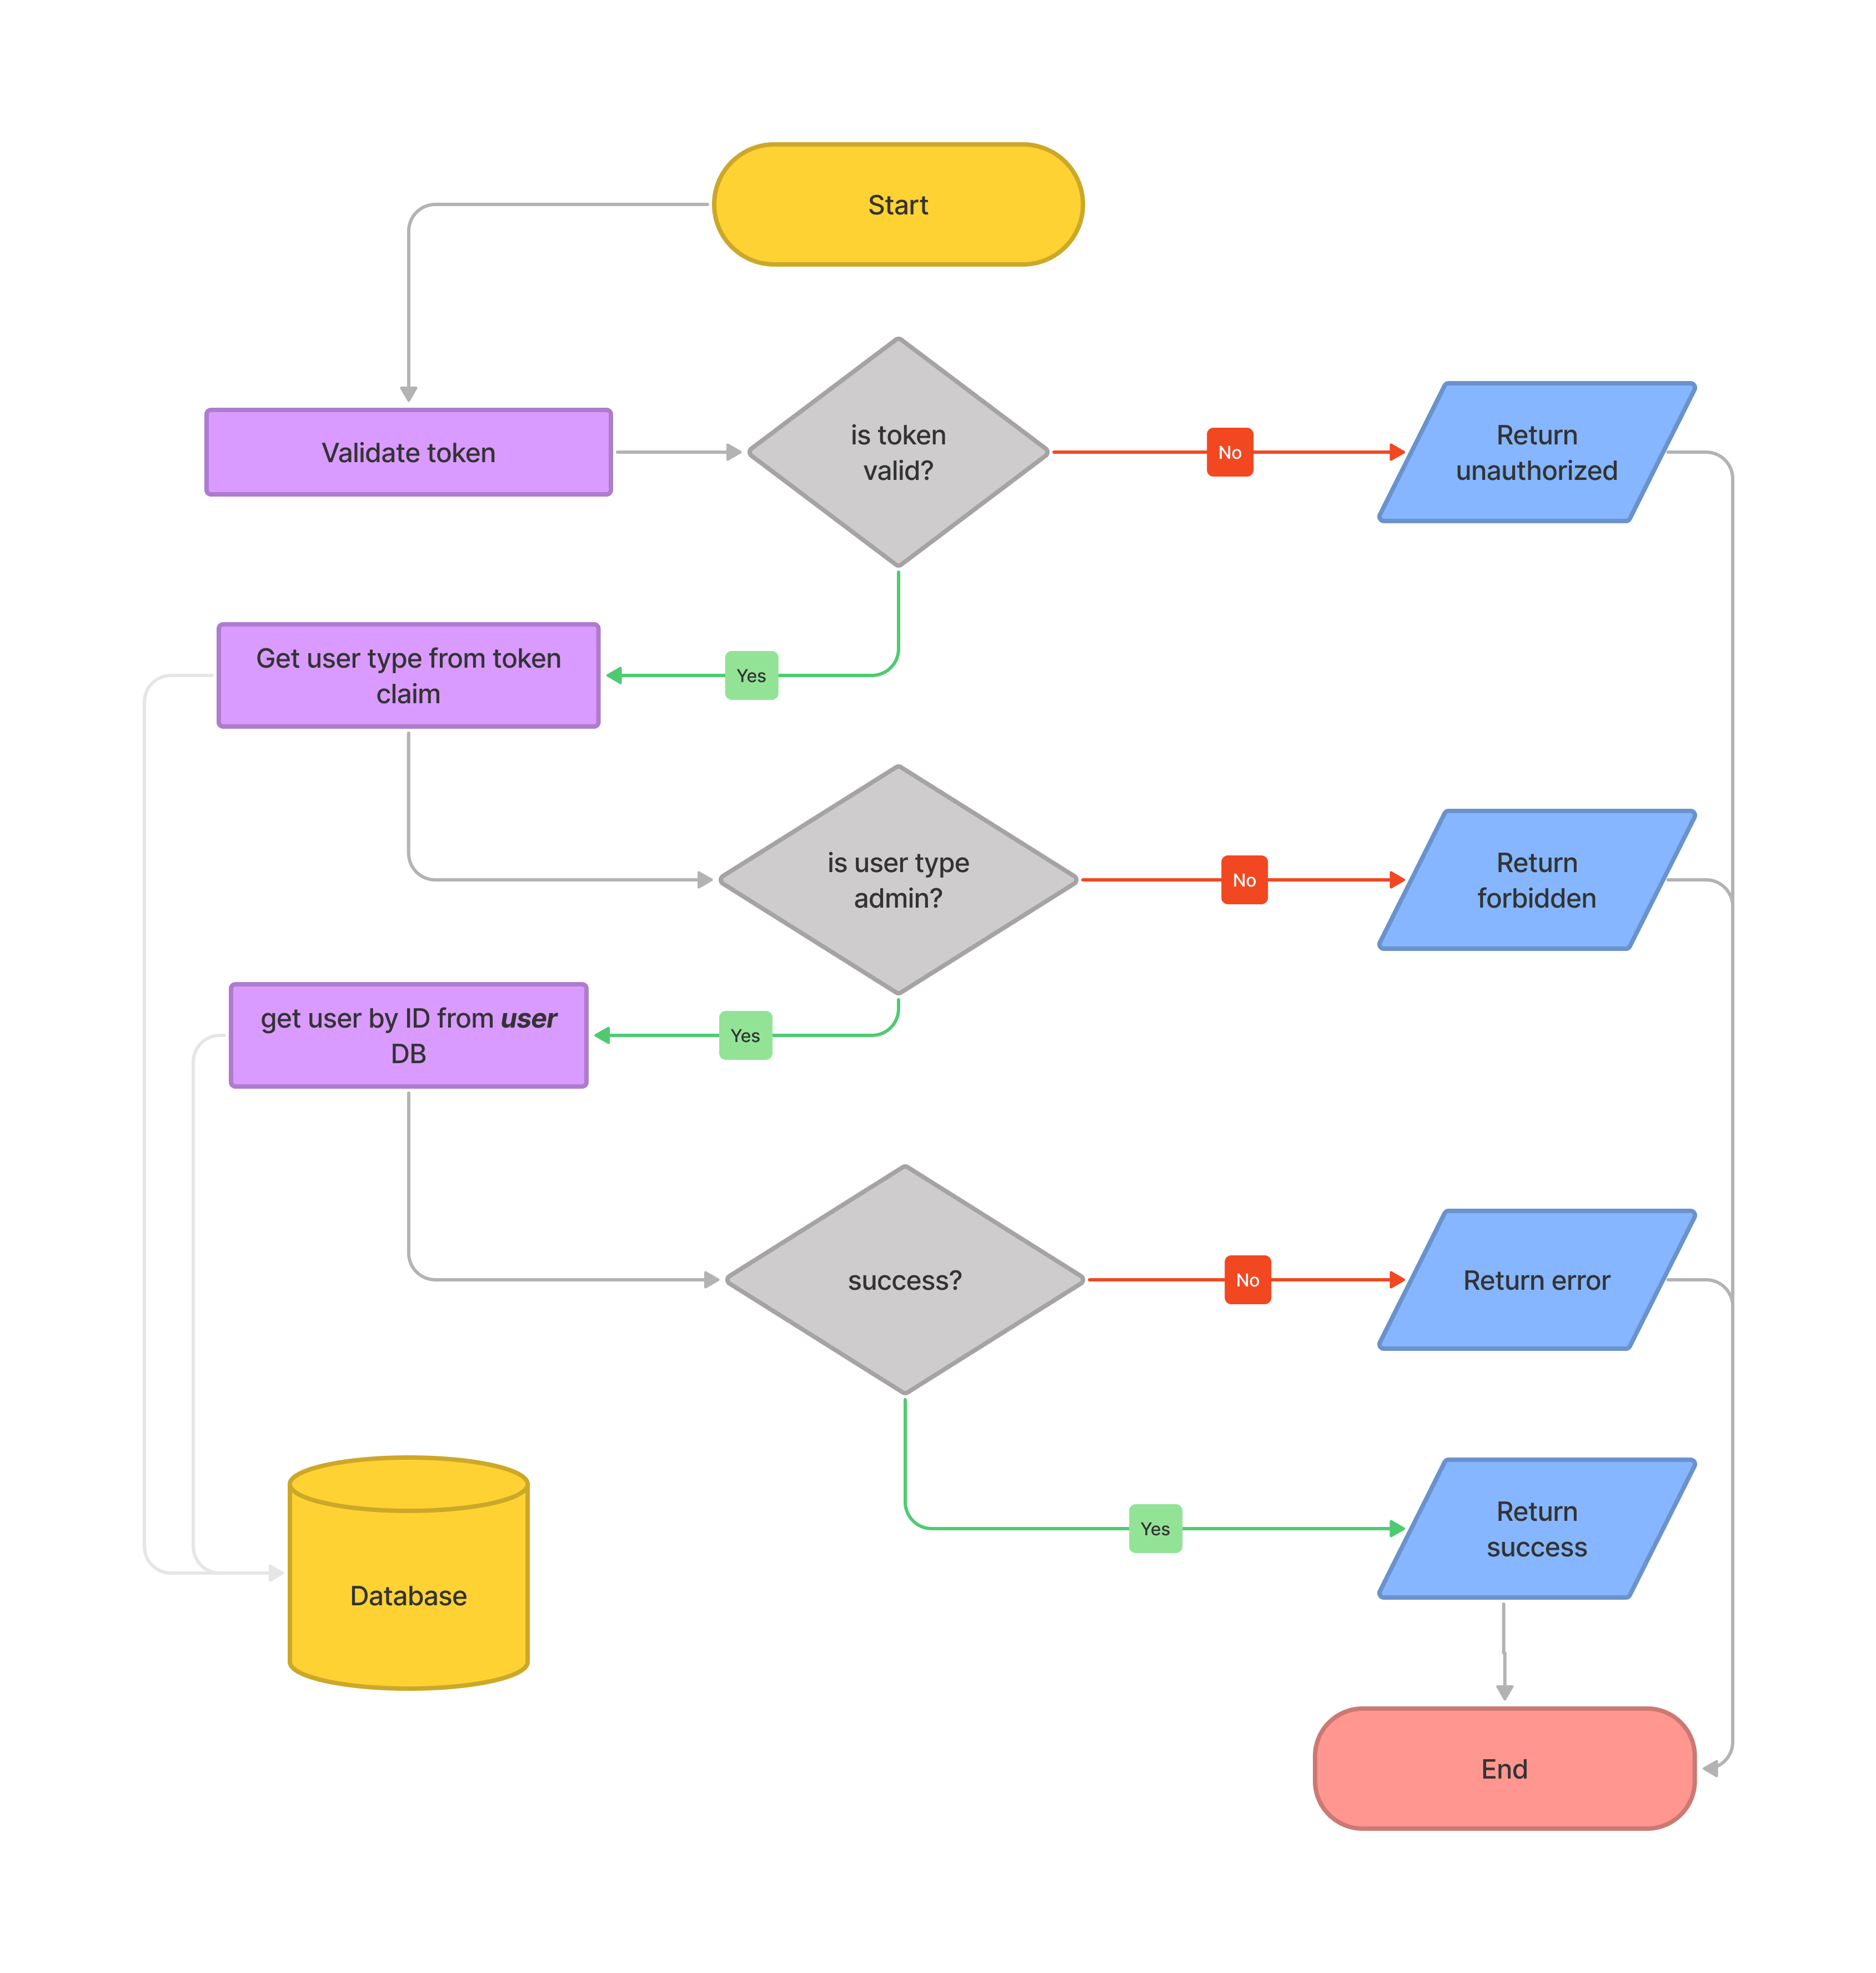 Start
Validate token
is token
valid?
No
Return
unauthorized
Get user type from token
claim
Yes
is user type
admin?
No
Return
forbidden
get user by ID from user
DB
Yes
success?
No
Return error
Yes
Return
success
Database
End